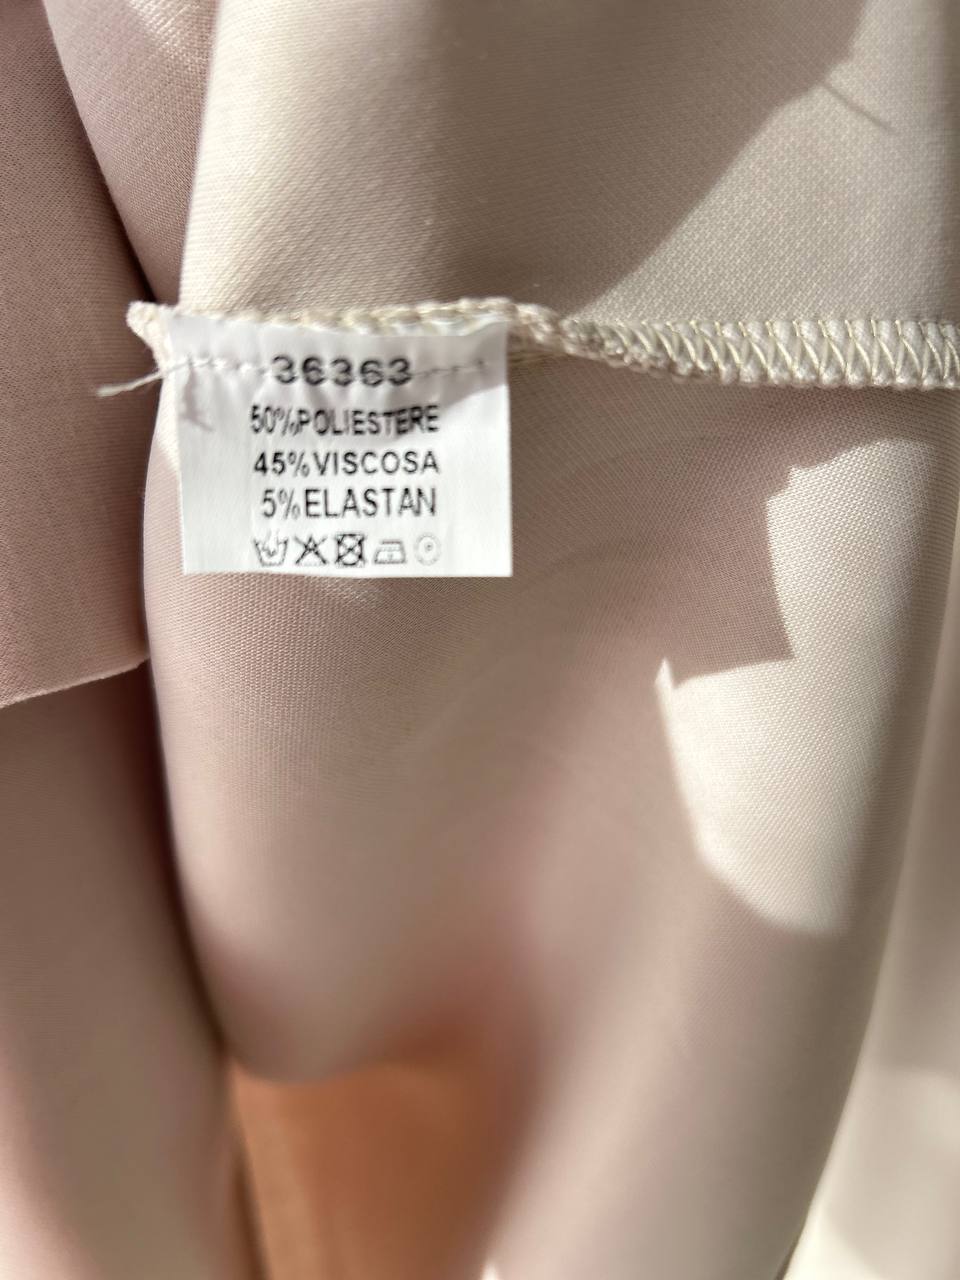 36363
50%POLIESTERE
45%VISCOSA
5%ELASTAN